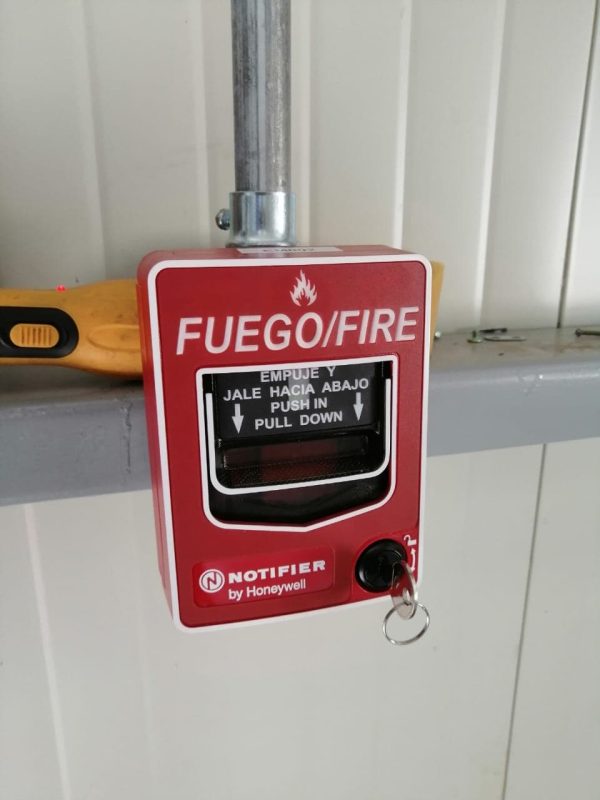 FUEGO/FIRE
EMPUJE Y
JALE HACIA ABAJO
PUSH IN
PULL DOWN
N NOTIFIER
by Honeywell